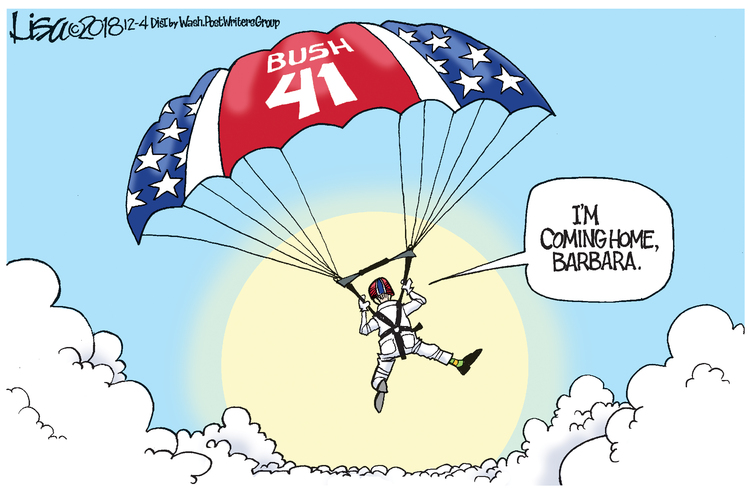 Lisa ©2018 12-4 Dist by Wash.PostWritersGroup
BUSH
41
I'M
COMING HOME,
BARBARA.